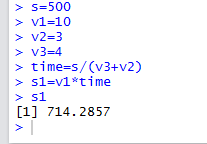 > s=500
> v1=10
> v2=3
> v3=4
> time=s/(v3+v2)
> s1=v1*time
> s1
[1] 714.2857
>